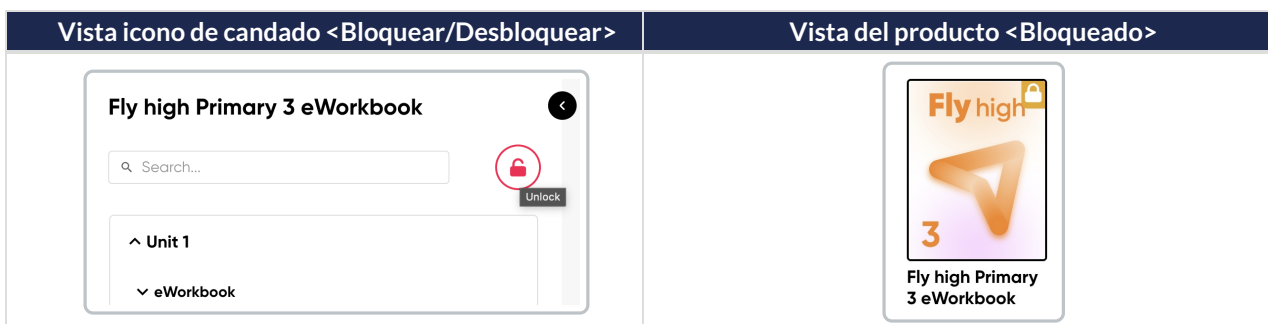 Vista icono de candado <Bloquear/Desbloquear>
Vista del producto <Bloqueado>
Fly high Primary 3 eWorkbook
Search...
Unlock
Unit 1
eWorkbook
Fly high
3
Fly high Primary
3 eWorkbook